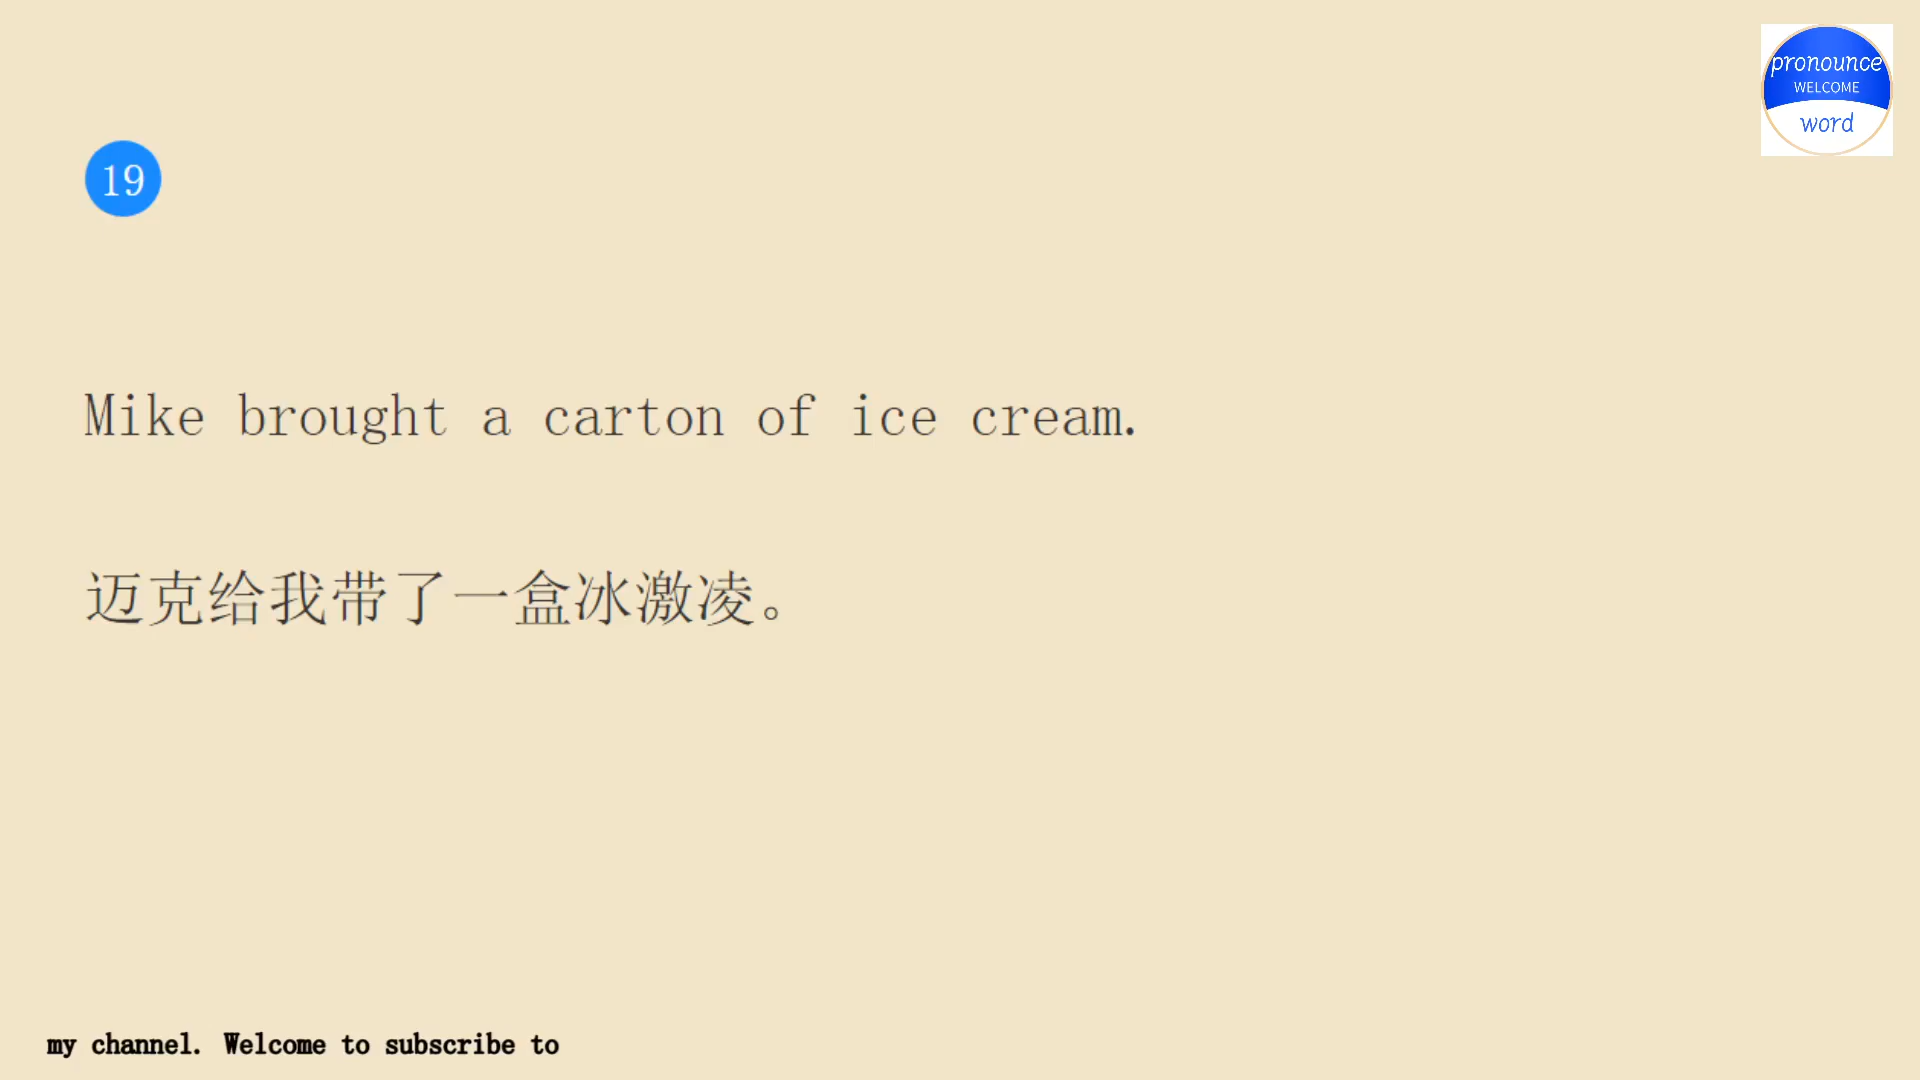 pronounce
WELCOME
word
19
Mike brought a carton of ice cream.
迈克给我带了一盒冰激凌。
my channel. Welcome to subscribe to